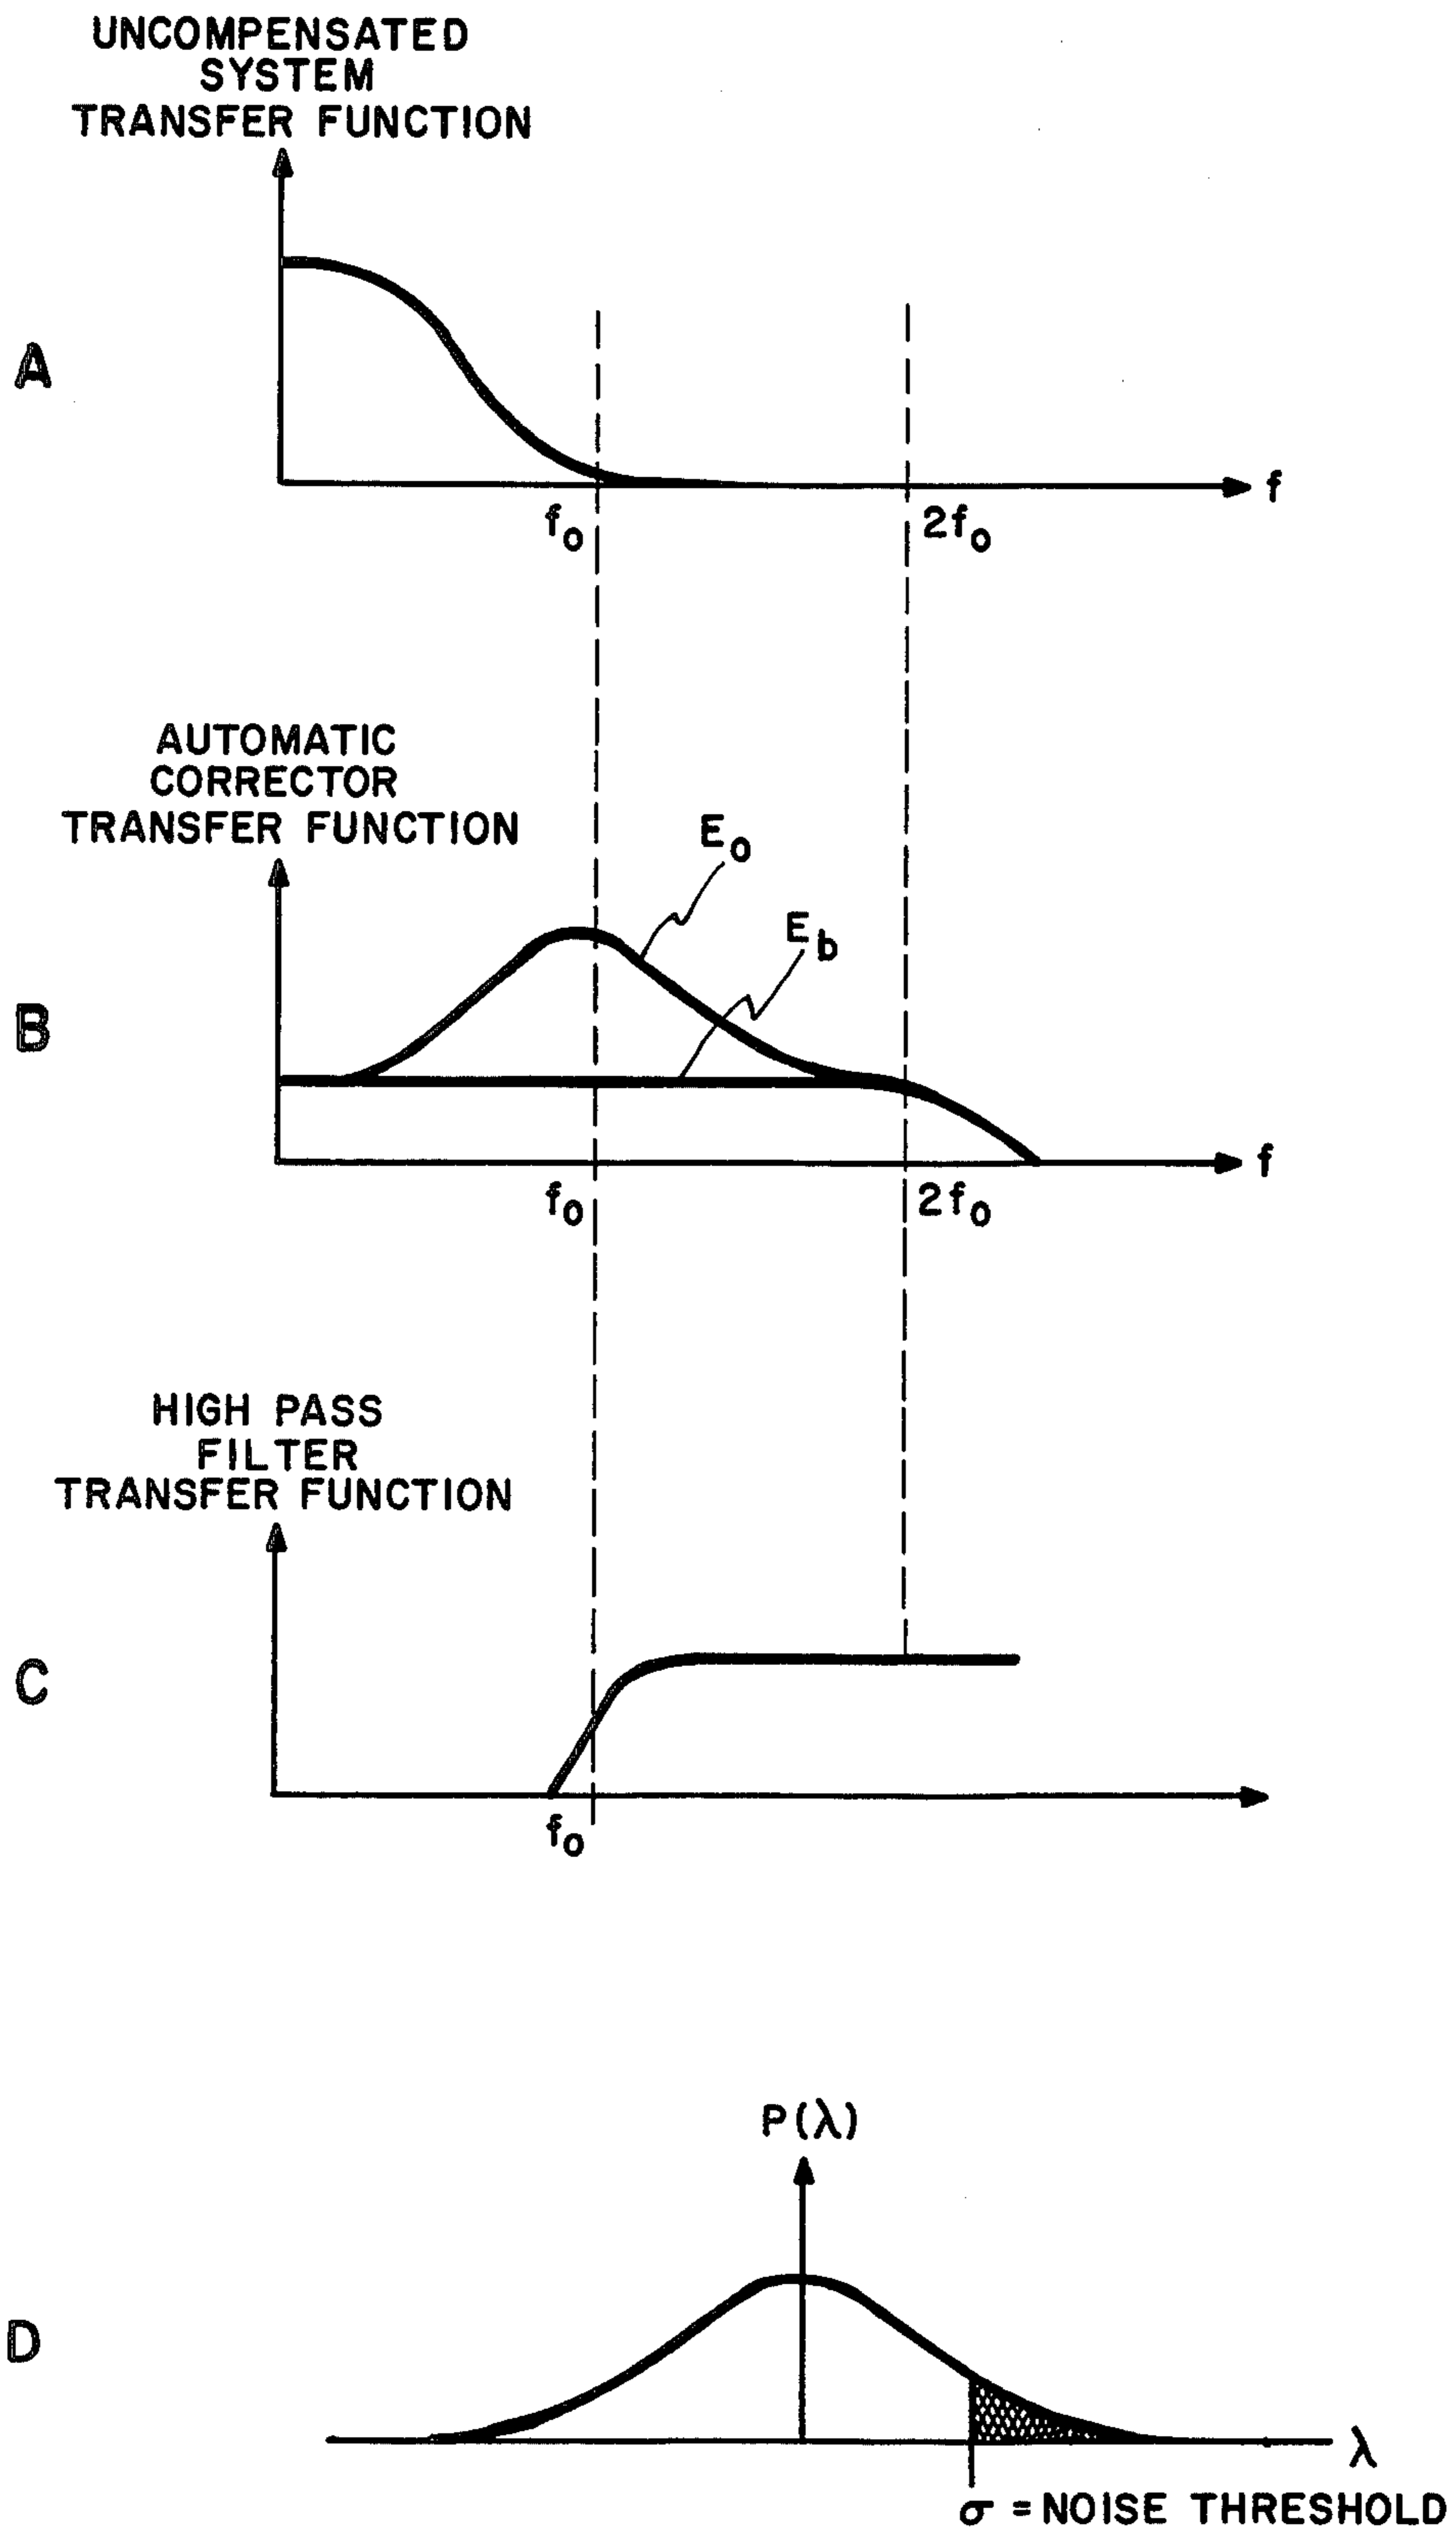 UNCOMPENSATED
SYSTEM
TRANSFER FUNCTION
A
f
f₀
2f₀
AUTOMATIC
CORRECTOR
TRANSFER FUNCTION
E₀
E_b
B
f
f₀
2f₀
HIGH PASS
FILTER
TRANSFER FUNCTION
C
f₀
P(λ)
D
λ
σ = NOISE THRESHOLD